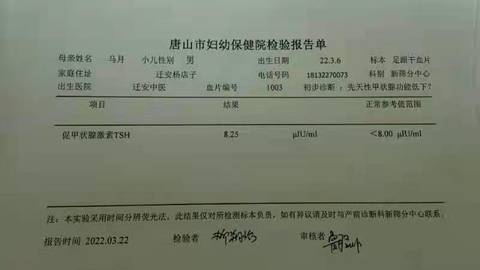 唐山市妇幼保健院检验报告单
母亲姓名 马月 小儿性别 男 出生日期 22.3.6 标本 足跟干血片
家庭住址 迁安杨店子 电话号码 18132270073 科别 新筛分中心
出生医院 迁安中医 血片编号 1003 初步诊断：先天性甲状腺功能低下?
项目 结果 正常参考值范围
促甲状腺激素TSH 8.25 μIU/ml <8.00 μIU/ml
注：本实验采用时间分辨荧光法，此结果仅对所检测标本负责，如有异议请及时与产前诊断科新筛分中心联系。
报告时间 2022.03.22 检验者 审核者